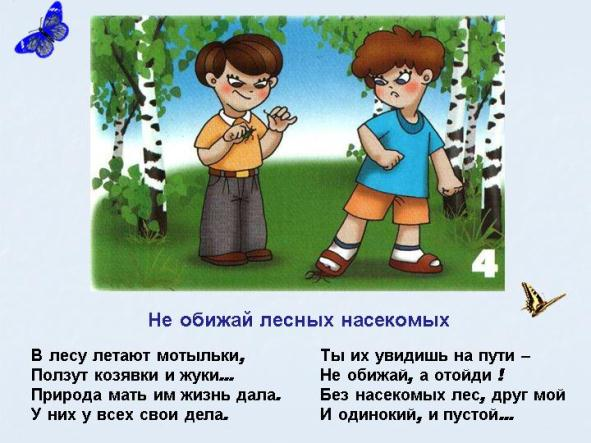 4
Не обижай лесных насекомых
В лесу летают мотыльки,
Ползут козявки и жуки...
Природа мать им жизнь дала.
У них у всех свои дела.
Ты их увидишь на пути –
Не обижай, а отойди !
Без насекомых лес, друг мой
И одинокий, и пустой...